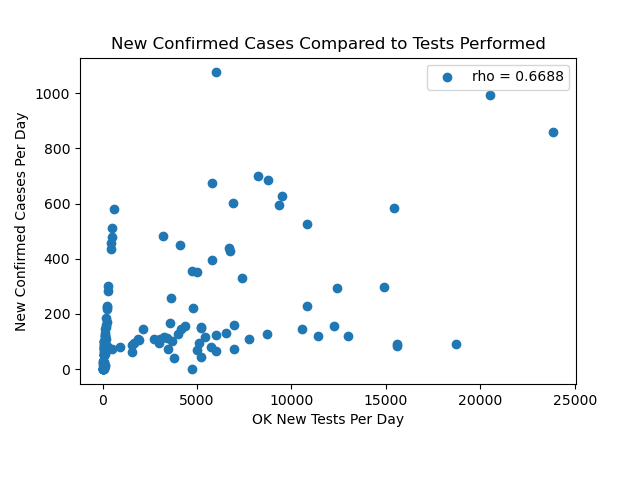 New Confirmed Cases Compared to Tests Performed
rho = 0.6688
New Confirmed Caeses Per Day
1000
800
600
400
200
0
0 5000 10000 15000 20000 25000
OK New Tests Per Day